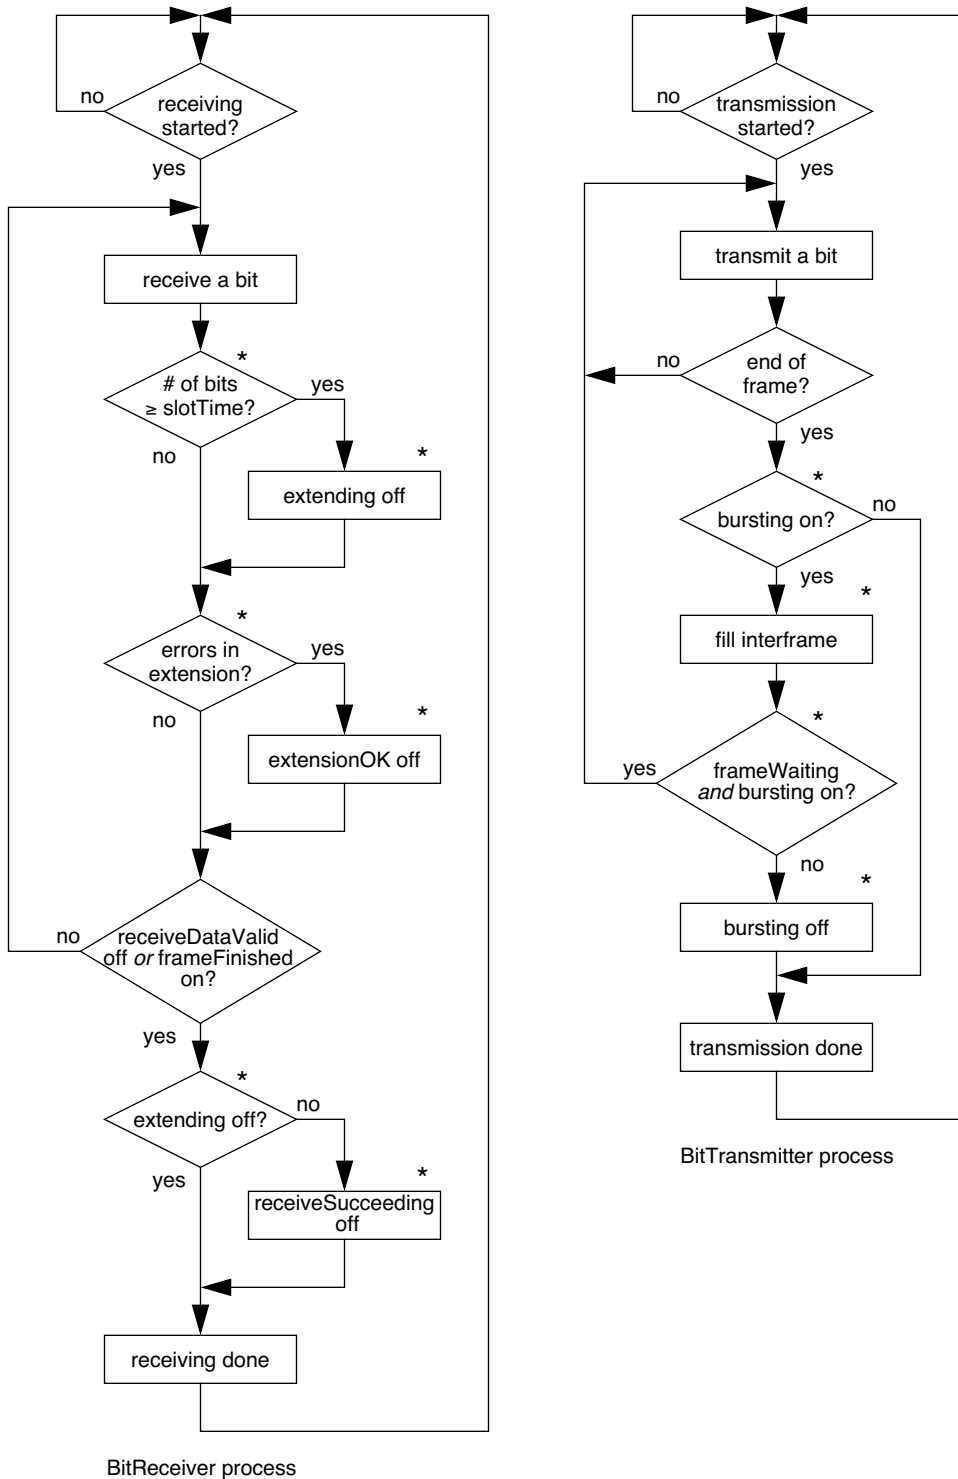 receiving
started?
no
yes
receive a bit
*
# of bits
≥ slotTime?
yes
no
*
extending off
*
errors in
extension?
yes
no
*
extensionOK off
receiveDataValid
off or frameFinished
on?
no
yes
*
extending off?
no
yes
*
receiveSucceeding
off
receiving done
BitReceiver process
transmission
started?
no
yes
transmit a bit
end of
frame?
no
yes
*
bursting on?
no
yes
*
fill interframe
*
frameWaiting
and bursting on?
yes
no
*
bursting off
transmission done
BitTransmitter process